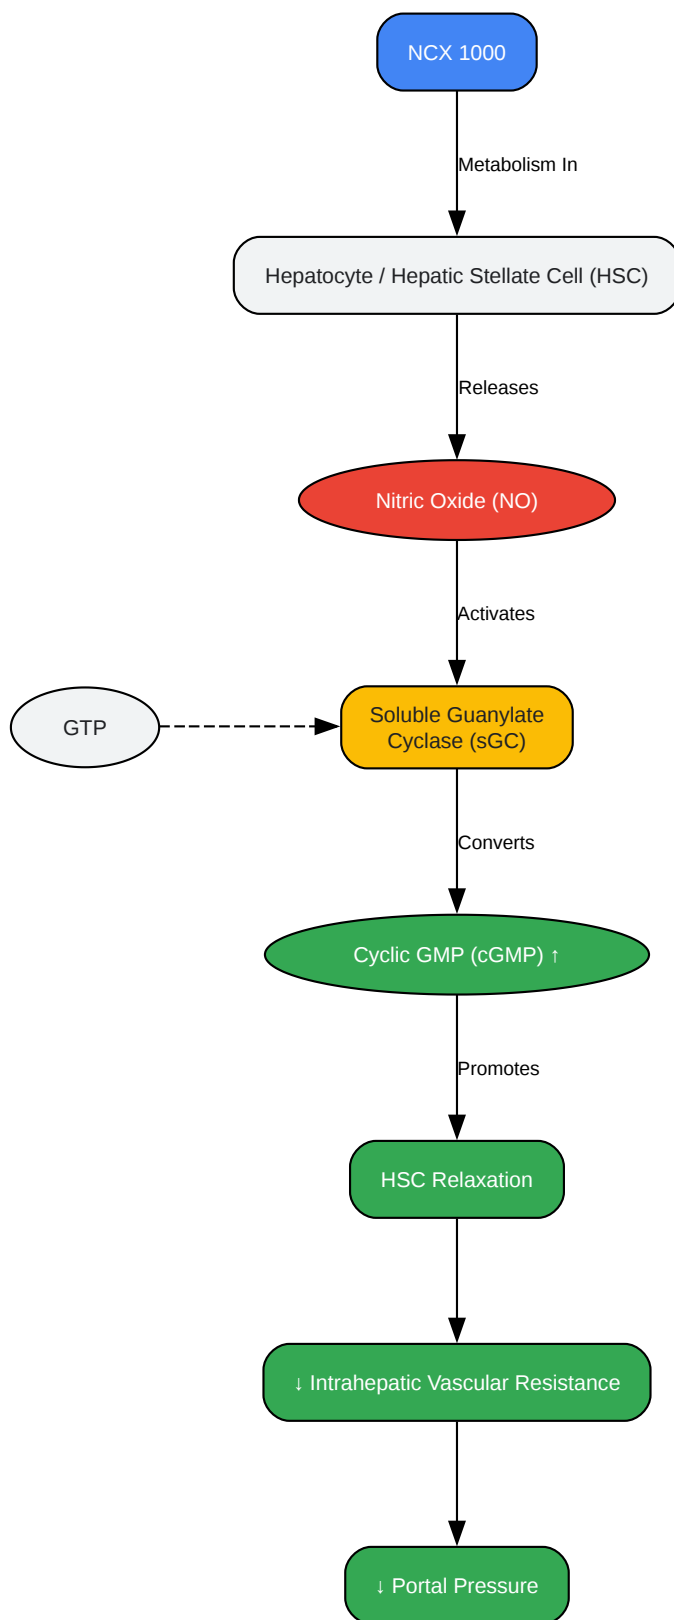 NCX 1000
Metabolism In
Hepatocyte / Hepatic Stellate Cell (HSC)
Releases
Nitric Oxide (NO)
Activates
GTP
Soluble Guanylate
Cyclase (sGC)
Converts
Cyclic GMP (cGMP) ↑
Promotes
HSC Relaxation
↓ Intrahepatic Vascular Resistance
↓ Portal Pressure